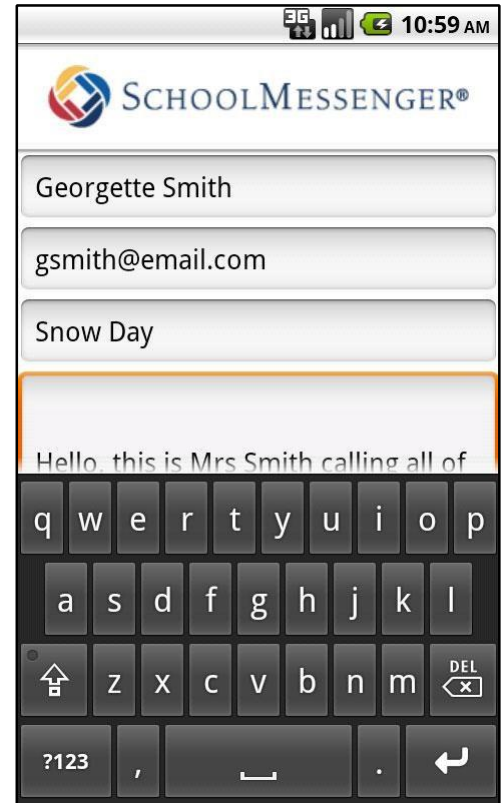 3G 10:59 AM
SCHOOLMESSENGER®
Georgette Smith
gsmith@email.com
Snow Day
Hello, this is Mrs Smith calling all of
q w e r t y u i o p
a s d f g h j k l
z x c v b n m DEL
?123 , .